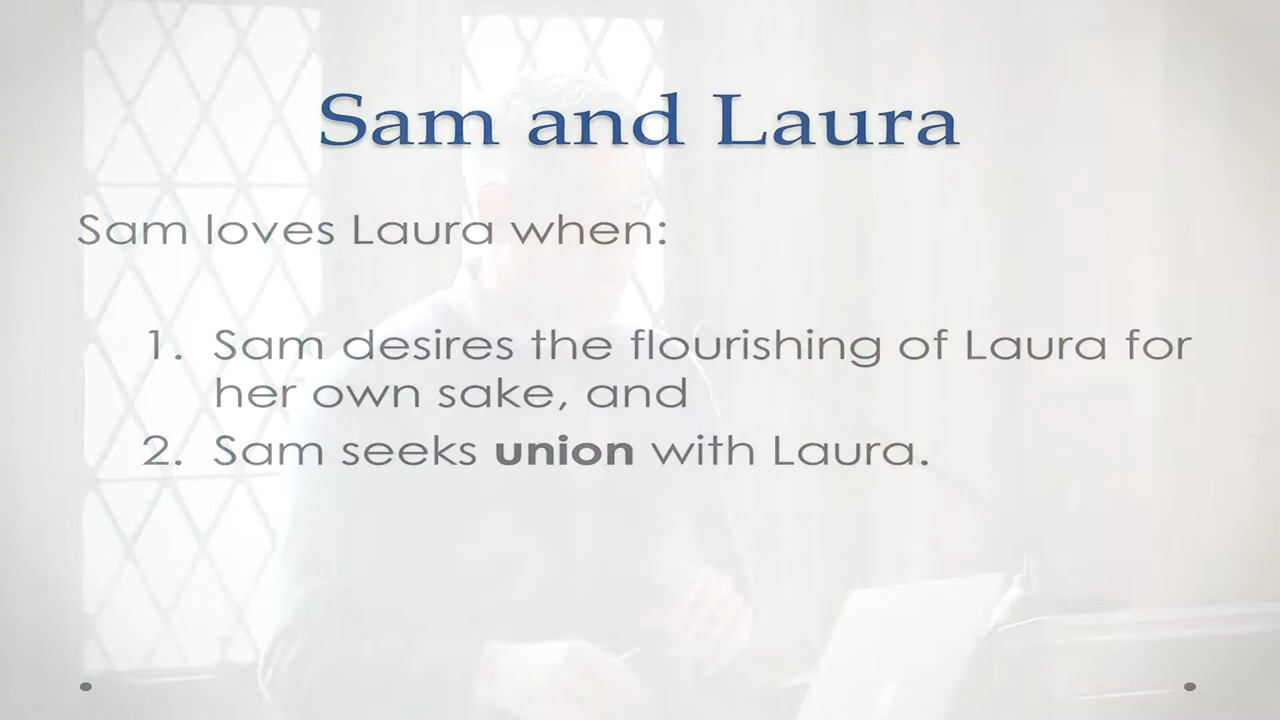 Sam and Laura
Sam loves Laura when:
1. Sam desires the flourishing of Laura for
her own sake, and
2. Sam seeks union with Laura.